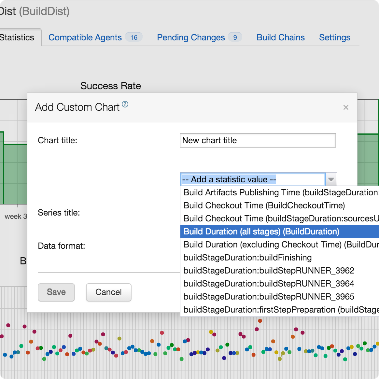 Dist (BuildDist)
Statistics Compatible Agents 16 Pending Changes 9 Build Chains Settings
Success Rate
Add Custom Chart ?
×
Chart title: New chart title
-- Add a statistic value --
Build Artifacts Publishing Time (buildStageDuration
Build Checkout Time (BuildCheckoutTime)
Series title: Build Checkout Time (buildStageDuration:sourcesU
Build Duration (all stages) (BuildDuration)
Data format: Build Duration (excluding Checkout Time) (BuildDur
buildStageDuration:buildFinishing
buildStageDuration:buildStepRUNNER_3962
buildStageDuration:buildStepRUNNER_3964
Save Cancel buildStageDuration:buildStepRUNNER_3965
buildStageDuration:firstStepPreparation (buildStag
week 3
B